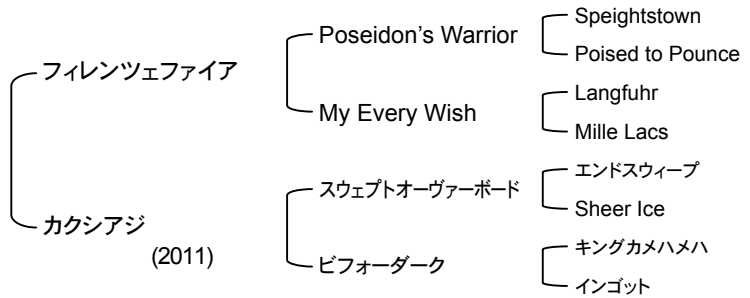 フィレンツェファイア
Poseidon's Warrior
Speightstown
Poised to Pounce
My Every Wish
Langfuhr
Mille Lacs
カクシアジ
(2011)
スウェプトオーヴァーボード
エンドスウィープ
Sheer Ice
ビフォーダーク
キングカメハメハ
インゴット